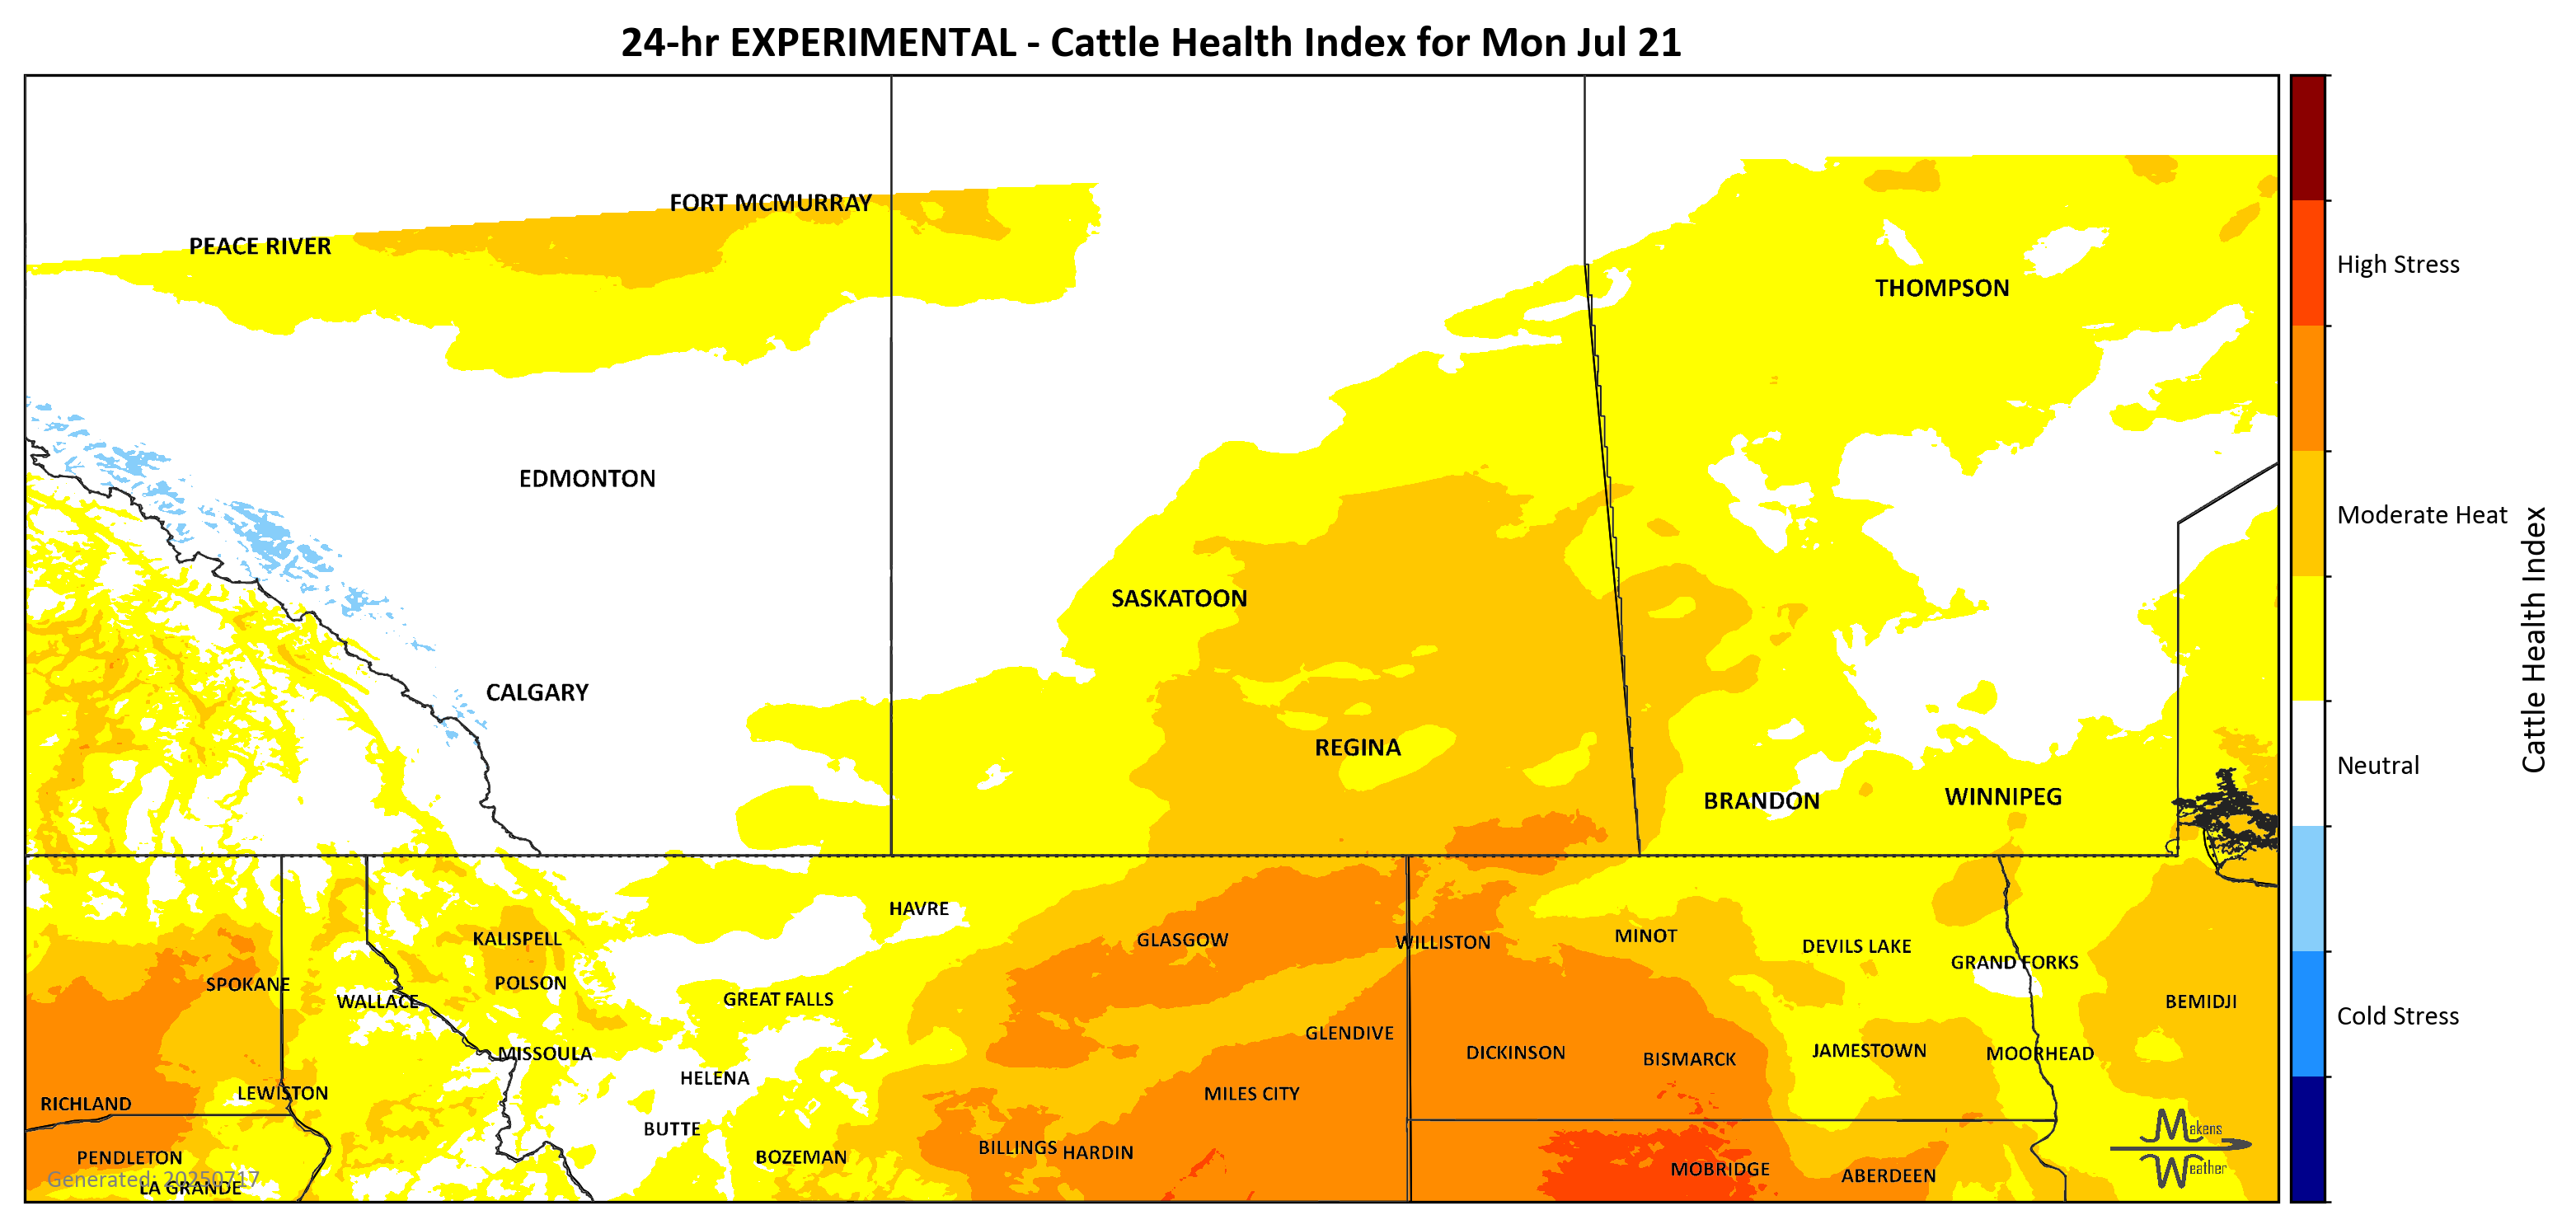 24-hr EXPERIMENTAL - Cattle Health Index for Mon Jul 21
FORT MCMURRAY
PEACE RIVER
THOMPSON
EDMONTON
SASKATOON
CALGARY
REGINA
BRANDON
WINNIPEG
HAVRE
KALISPELL
GLASGOW
WILLISTON
MINOT
DEVILS LAKE
GRAND FORKS
SPOKANE
POLSON
WALLACE
GREAT FALLS
BEMIDJI
GLENDIVE
MISSOULA
DICKINSON
BISMARCK
JAMESTOWN
MOORHEAD
HELENA
LEWISTON
MILES CITY
RICHLAND
BUTTE
BILLINGS
HARDIN
PENDLETON
BOZEMAN
MOBRIDGE
ABERDEEN
LA GRANDE
Generated: 20250717
Makens
Weather
High Stress
Moderate Heat
Neutral
Cold Stress
Cattle Health Index